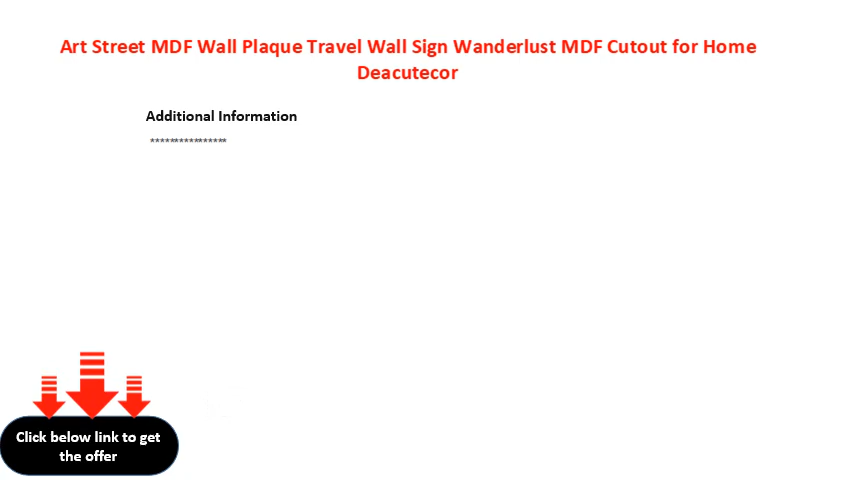 Art Street MDF Wall Plaque Travel Wall Sign Wanderlust MDF Cutout for Home
Deacutecor
Additional Information
****************
Click below link to get
the offer